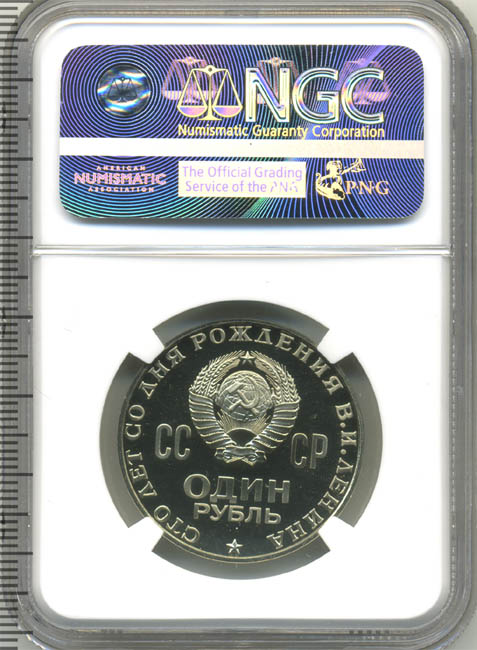 NGC
Numismatic Guaranty Corporation
AMERICAN
NUMISMATIC
ASSOCIATION
The Official Grading
Service of the PNG
PNG
СТО ЛЕТ СО ДНЯ РОЖДЕНИЯ В.И.ЛЕНИНА
СС СР
ОДИН
РУБЛЬ